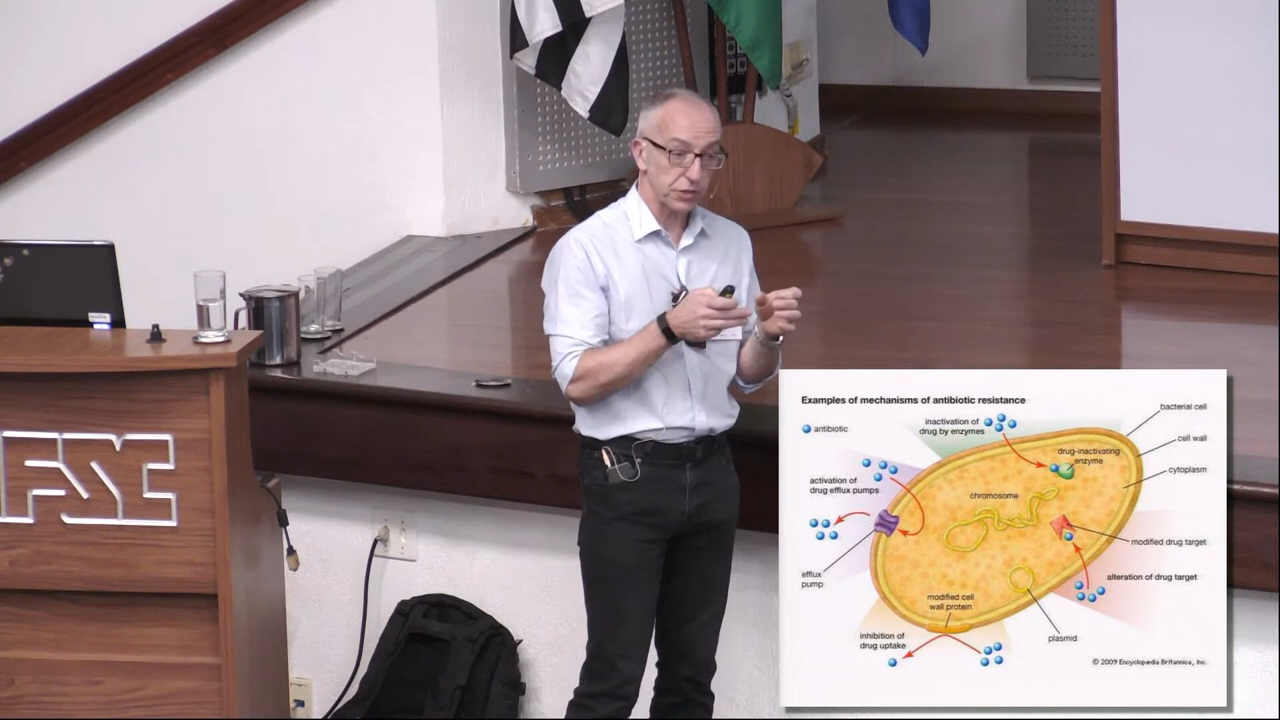 IFSC
Examples of mechanisms of antibiotic resistance
antibiotic
inactivation of
drug by enzymes
bacterial cell
cell wall
drug-inactivating
enzyme
cytoplasm
activation of
drug efflux pumps
chromosome
modified drug target
efflux
pump
alteration of drug target
modified cell
wall protein
inhibition of
drug uptake
plasmid
© 2009 Encyclopædia Britannica, Inc.